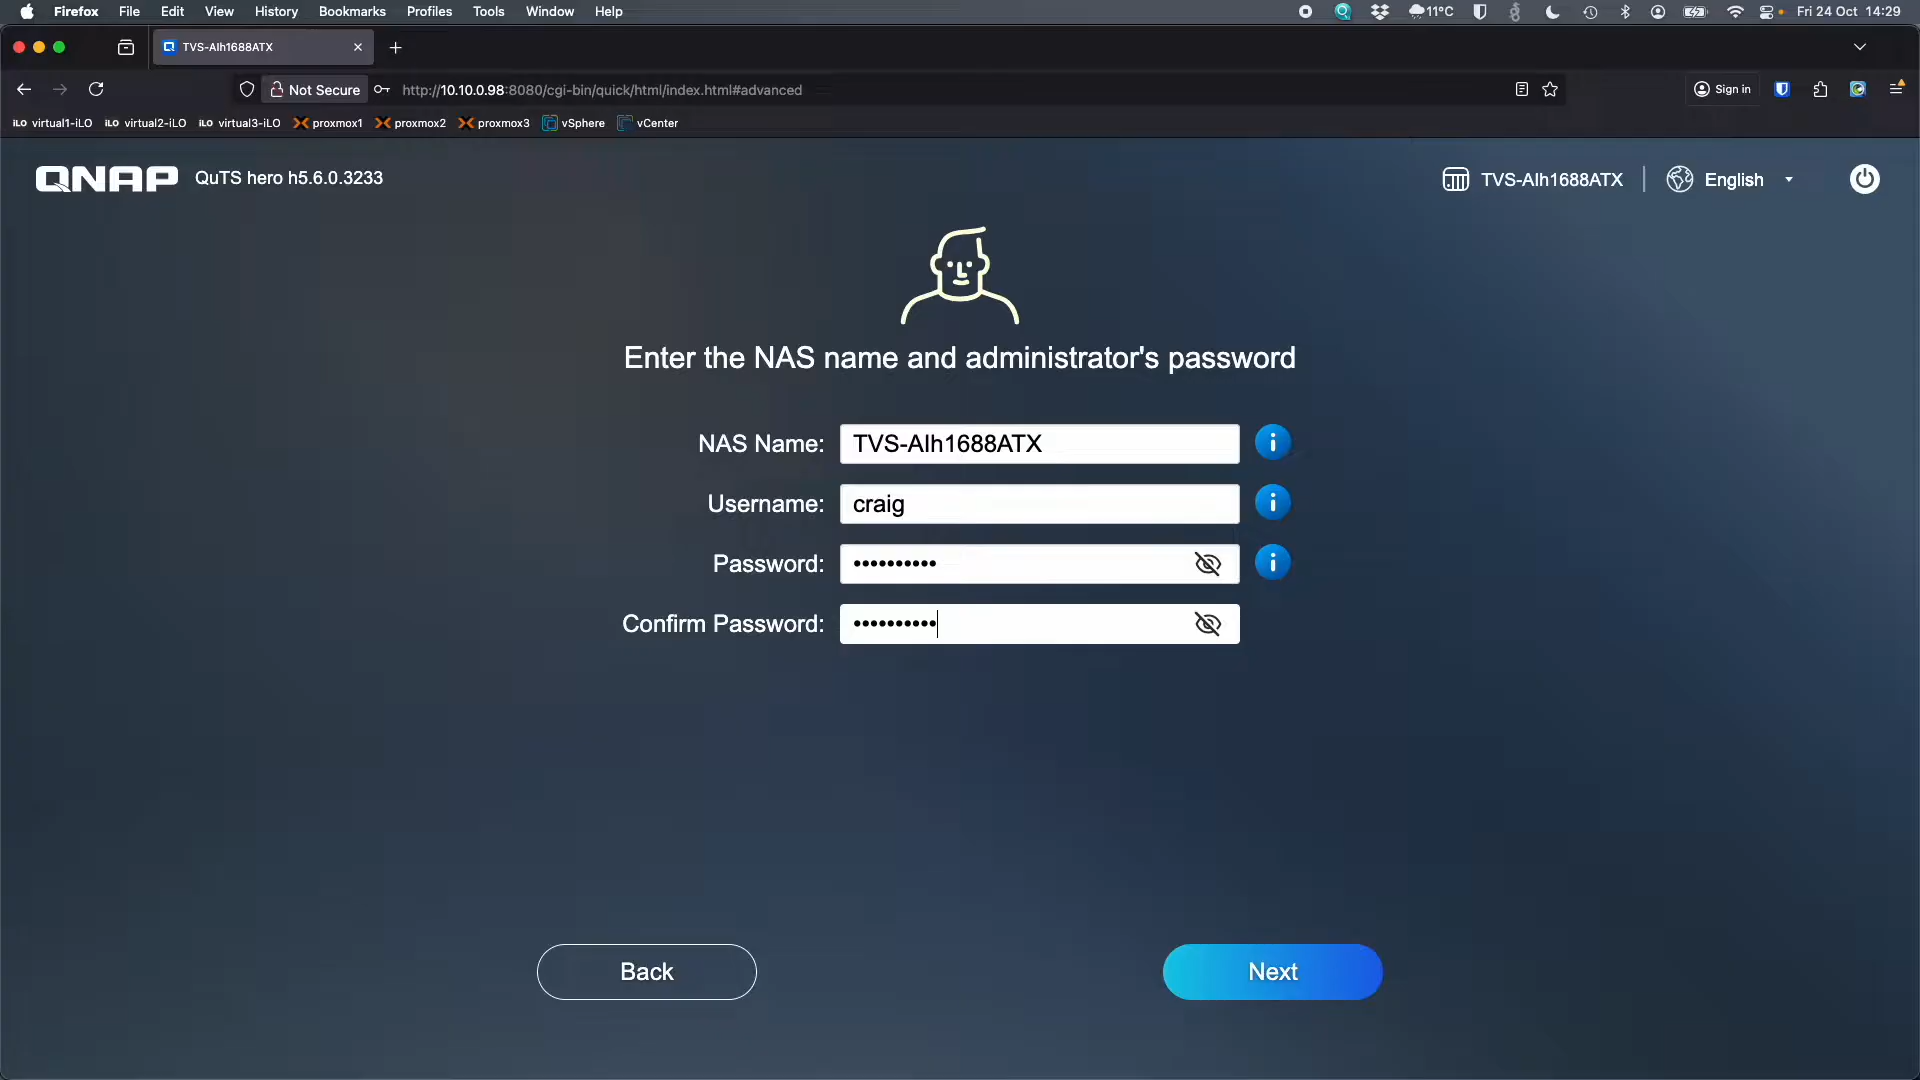 Firefox File Edit View History Bookmarks Profiles Tools Window Help 11°C Fri 24 Oct 14:29
TVS-AIh1688ATX
Not Secure http://10.10.0.98:8080/cgi-bin/quick/html/index.html#advanced Sign in
iLO virtual1-iLO iLO virtual2-iLO iLO virtual3-iLO proxmox1 proxmox2 proxmox3 vSphere vCenter
QNAP QuTS hero h5.6.0.3233 TVS-AIh1688ATX English
Enter the NAS name and administrator's password
NAS Name: TVS-AIh1688ATX
Username: craig
Password: ••••••••••
Confirm Password: ••••••••••
Back Next